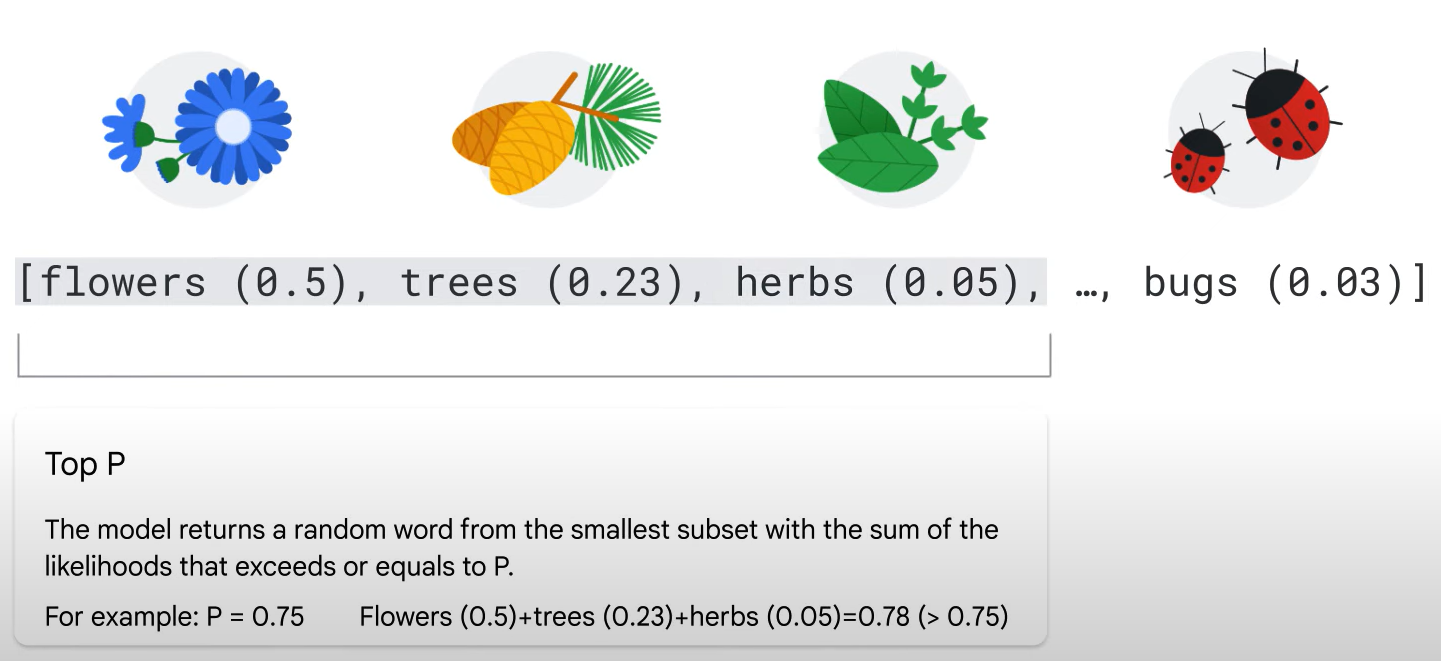 [flowers (0.5), trees (0.23), herbs (0.05), …, bugs (0.03)]
Top P
The model returns a random word from the smallest subset with the sum of the
likelihoods that exceeds or equals to P.
For example: P = 0.75 Flowers (0.5)+trees (0.23)+herbs (0.05)=0.78 (> 0.75)